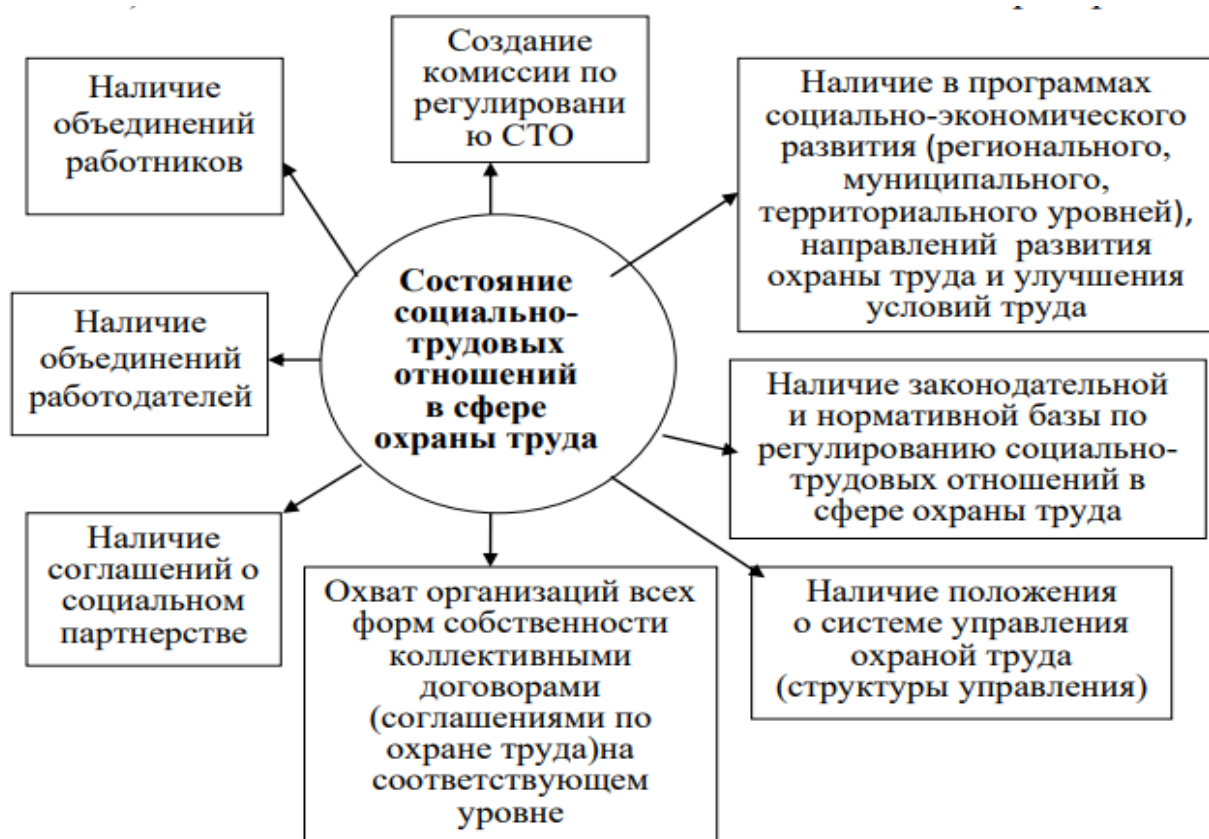 Создание
комиссии по
регулировани
ю СТО
Наличие
объединений
работников
Наличие в программах
социально-экономического
развития (регионального,
муниципального,
территориального уровней),
направлений развития
охраны труда и улучшения
условий труда
Состояние
социально-
трудовых
отношений
в сфере
охраны труда
Наличие
объединений
работодателей
Наличие законодательной
и нормативной базы по
регулированию социально-
трудовых отношений в
сфере охраны труда
Наличие
соглашений о
социальном
партнерстве
Охват организаций всех
форм собственности
коллективными
договорами
(соглашениями по
охране труда)на
соответствующем
уровне
Наличие положения
о системе управления
охраной труда
(структуры управления)